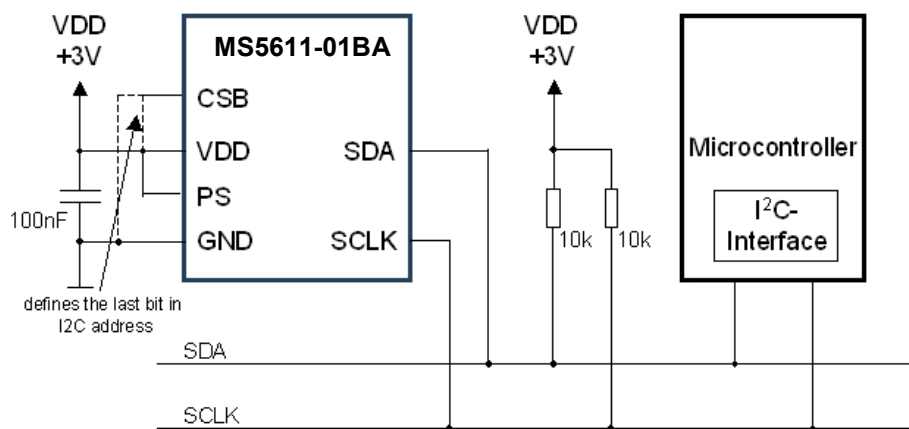 VDD
+3V
MS5611-01BA
CSB
VDD
PS
GND
SDA
SCLK
100nF
defines the last bit in
I2C address
VDD
+3V
10k
10k
Microcontroller
I²C-
Interface
SDA
SCLK